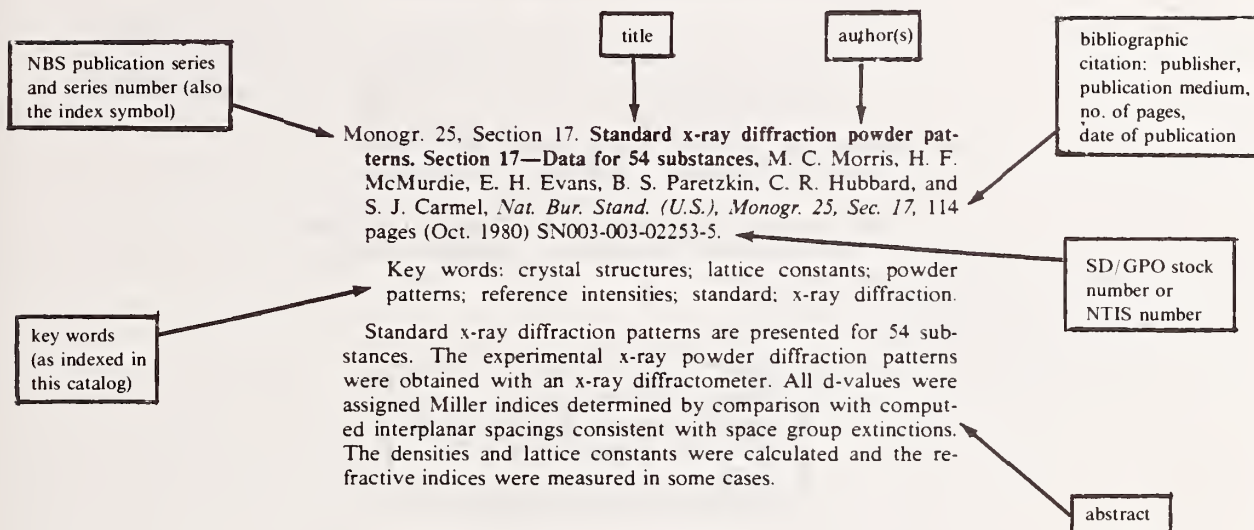 title
author(s)
NBS publication series
and series number (also
the index symbol)
bibliographic
citation: publisher,
publication medium,
no. of pages,
date of publication
Monogr. 25, Section 17. Standard x-ray diffraction powder pat-
terns. Section 17—Data for 54 substances, M. C. Morris, H. F.
McMurdie, E. H. Evans, B. S. Paretzkin, C. R. Hubbard, and
S. J. Carmel, Nat. Bur. Stand. (U.S.), Monogr. 25, Sec. 17, 114
pages (Oct. 1980) SN003-003-02253-5.
SD/GPO stock
number or
NTIS number
Key words: crystal structures; lattice constants; powder
patterns; reference intensities; standard; x-ray diffraction.
key words
(as indexed in
this catalog)
Standard x-ray diffraction patterns are presented for 54 sub-
stances. The experimental x-ray powder diffraction patterns
were obtained with an x-ray diffractometer. All d-values were
assigned Miller indices determined by comparison with comput-
ed interplanar spacings consistent with space group extinctions.
The densities and lattice constants were calculated and the re-
fractive indices were measured in some cases.
abstract